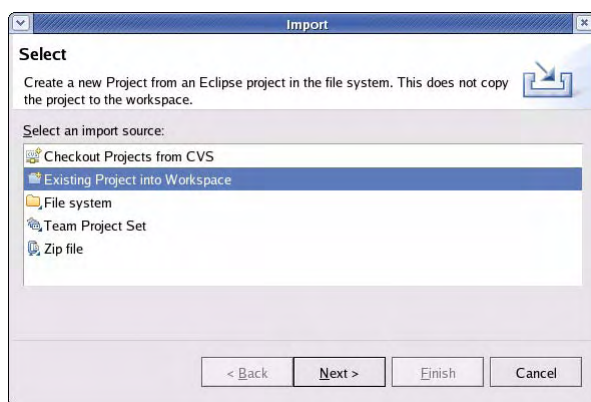 Import
Select
Create a new Project from an Eclipse project in the file system. This does not copy
the project to the workspace.
Select an import source:
Checkout Projects from CVS
Existing Project into Workspace
File system
Team Project Set
Zip file
< Back Next > Finish Cancel